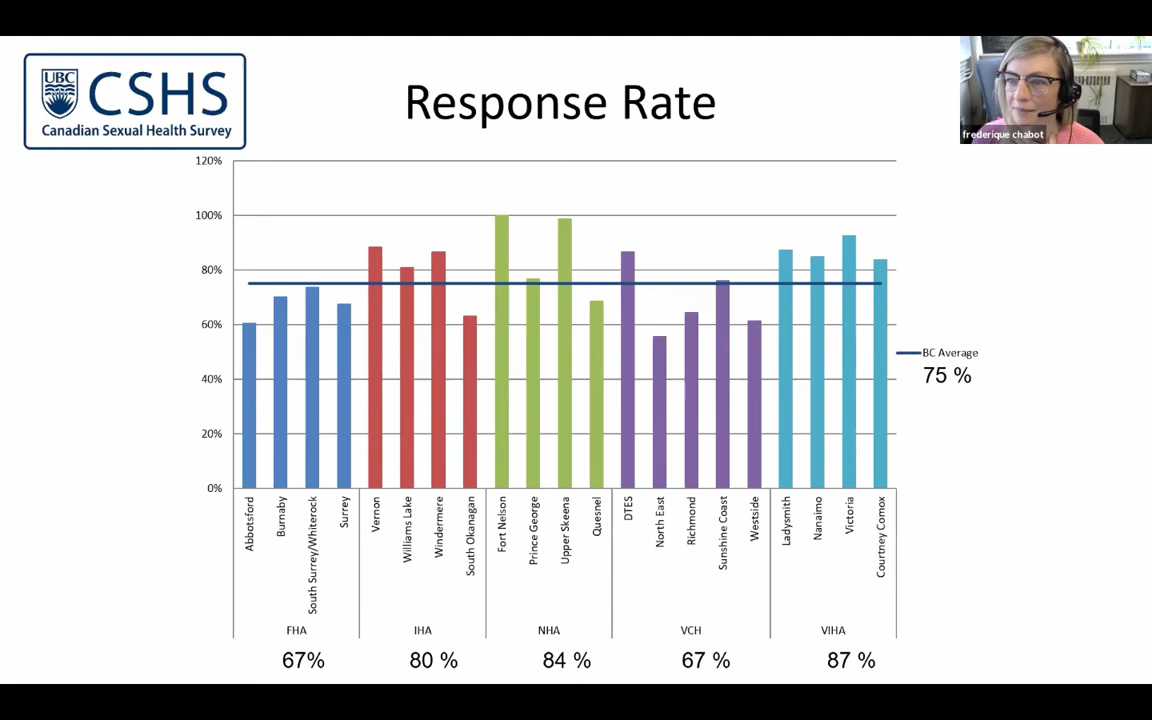 UBC
CSHS
Canadian Sexual Health Survey
Response Rate
frederique chabot
120%
100%
80%
60%
40%
20%
0%
BC Average
75 %
Abbotsford
Burnaby
South Surrey/Whiterock
Surrey
Vernon
Williams Lake
Windermere
South Okanagan
Fort Nelson
Prince George
Upper Skeena
Quesnel
DTES
North East
Richmond
Sunshine Coast
Westside
Ladysmith
Nanaimo
Victoria
Courtney Comox
FHA
IHA
NHA
VCH
VIHA
67%
80 %
84 %
67 %
87 %